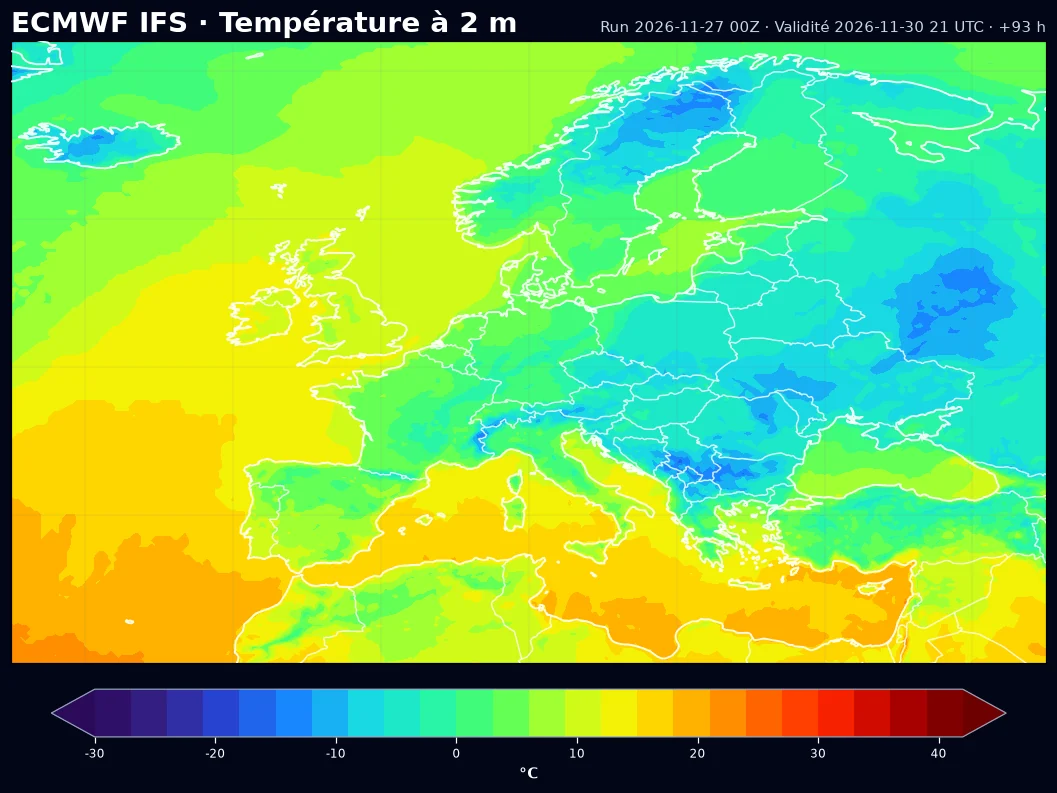 ECMWF IFS · Température à 2 m
Run 2026-11-27 00Z · Validité 2026-11-30 21 UTC · +93 h
-30 -20 -10 0 10 20 30 40
°C